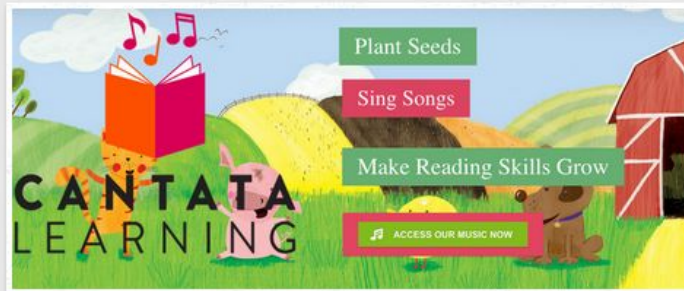 CANTATA
LEARNING
Plant Seeds
Sing Songs
Make Reading Skills Grow
ACCESS OUR MUSIC NOW